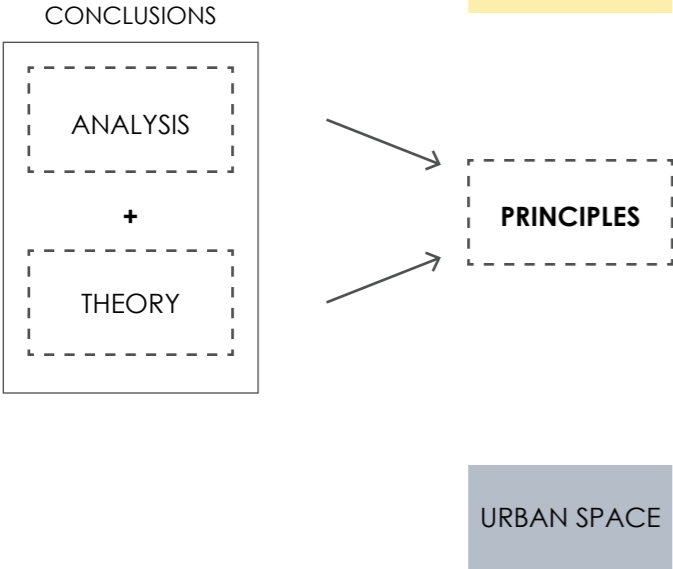 CONCLUSIONS
ANALYSIS
+
THEORY
PRINCIPLES
URBAN SPACE